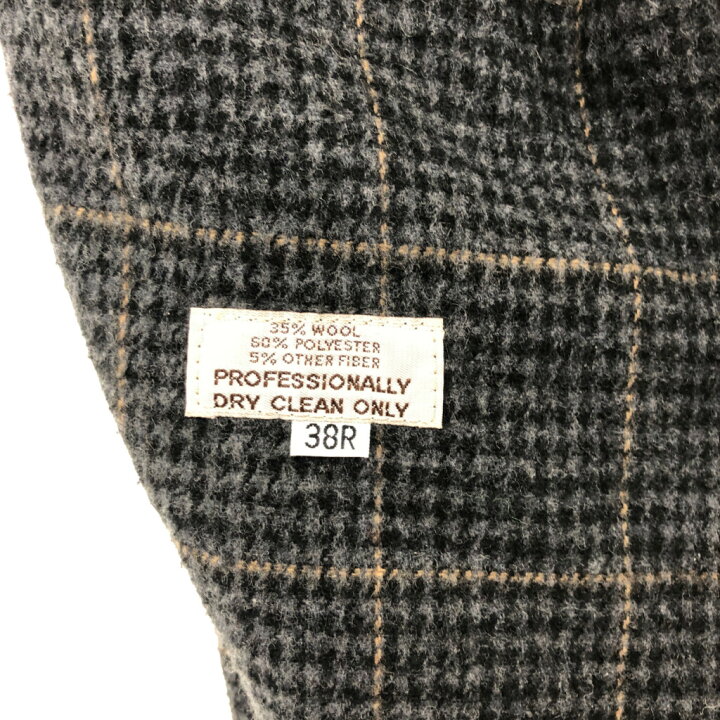 35% WOOL
60% POLYESTER
5% OTHER FIBER
PROFESSIONALLY
DRY CLEAN ONLY
38R